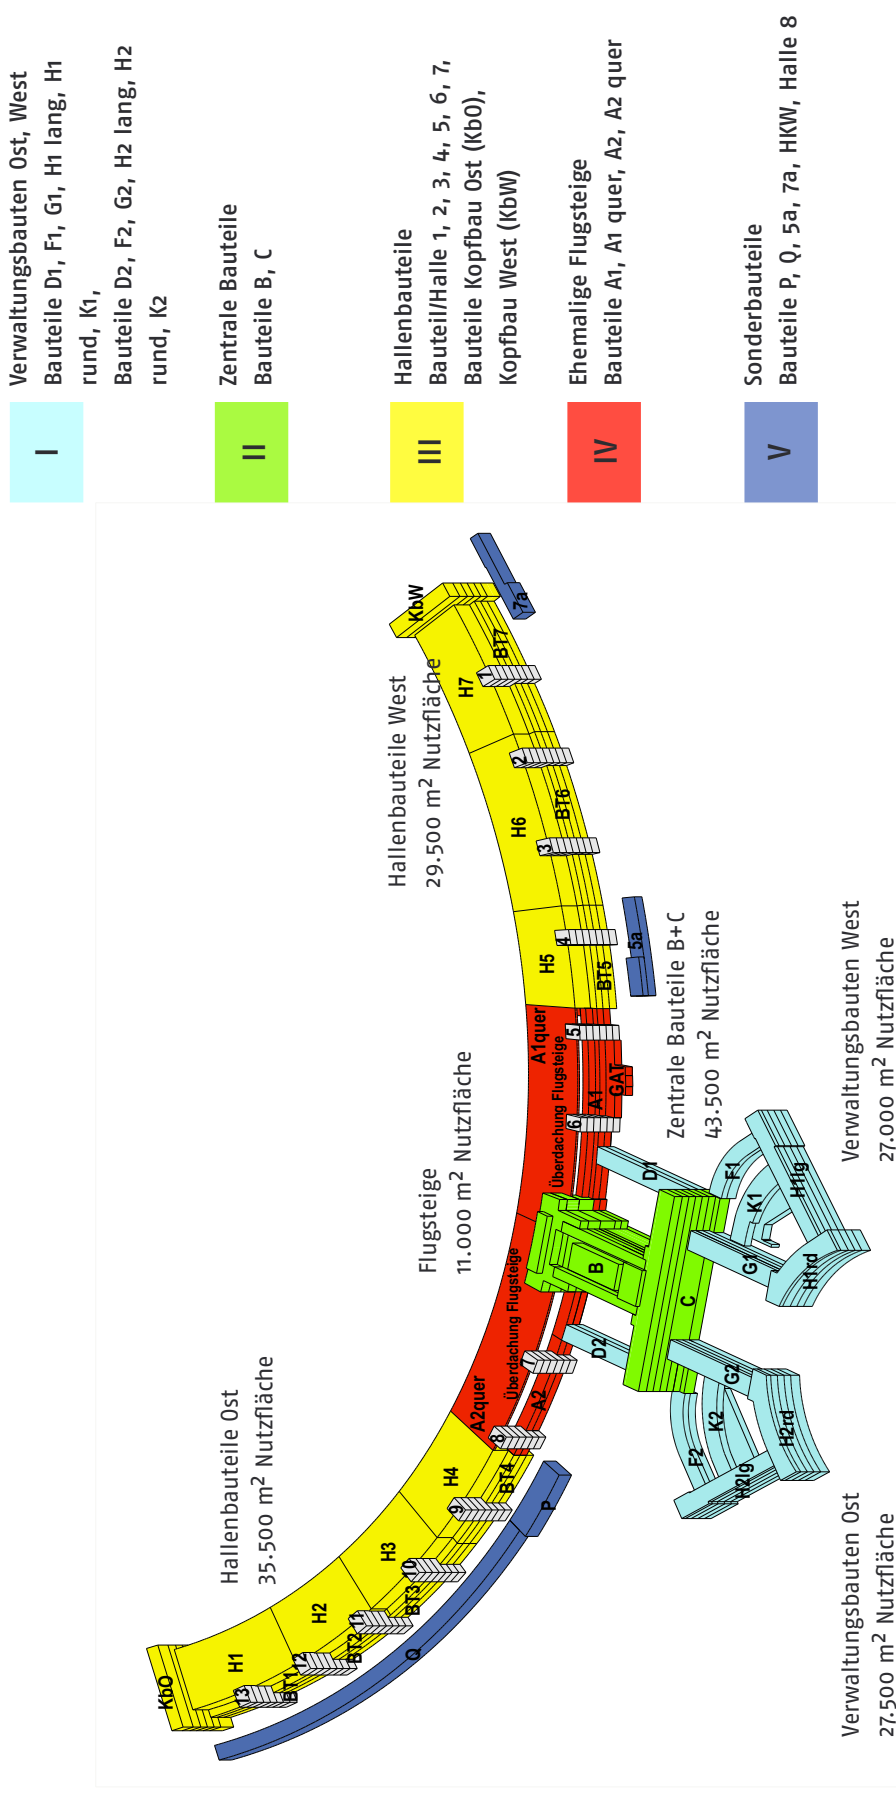 Verwaltungsbauten Ost, West
Bauteile D1, F1, G1, H1 lang, H1
rund, K1,
Bauteile D2, F2, G2, H2 lang, H2
rund, K2
I
Zentrale Bauteile
Bauteile B, C
II
Hallenbauteile
Bauteil/Halle 1, 2, 3, 4, 5, 6, 7,
Bauteile Kopfbau Ost (KbO),
Kopfbau West (KbW)
III
Ehemalige Flugsteige
Bauteile A1, A1 quer, A2, A2 quer
IV
Sonderbauteile
Bauteile P, Q, 5a, 7a, HKW, Halle 8
V
Hallenbauteile Ost
35.500 m² Nutzfläche
Flugsteige
11.000 m² Nutzfläche
Hallenbauteile West
29.500 m² Nutzfläche
Zentrale Bauteile B+C
43.500 m² Nutzfläche
Verwaltungsbauten Ost
27.500 m² Nutzfläche
Verwaltungsbauten West
27.000 m² Nutzfläche
KbO
H1
H2
H3
H4
A2quer
Überdachung Flugsteige
A1quer
Überdachung Flugsteige
H5
H6
H7
KbW
13
BT1
12
BT2
11
BT3
10
9
BT4
8
A2
7
6
A1
5
GAT
4
BT5
3
BT6
2
1
BT7
7a
5a
Q
P
B
C
D2
D1
F2
K2
G2
H2lg
H2rd
G1
K1
F1
H1lg
H1rd